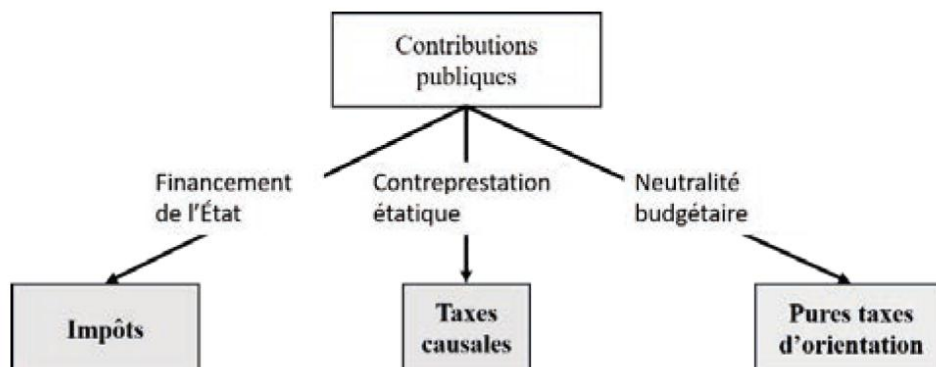 Contributions
publiques
Financement
de l'État
Contreprestation
étatique
Neutralité
budgétaire
Impôts
Taxes
causales
Pures taxes
d'orientation